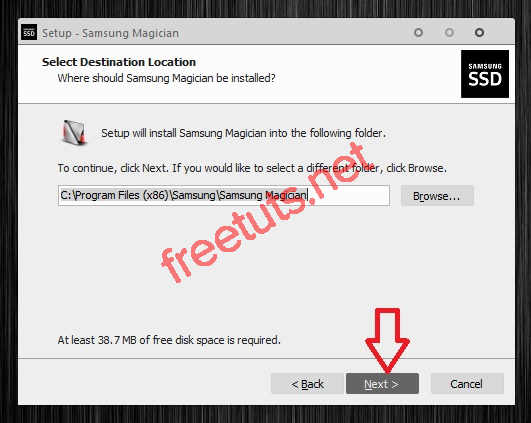 Setup - Samsung Magician
Select Destination Location
Where should Samsung Magician be installed?
SAMSUNG
SSD
Setup will install Samsung Magician into the following folder.
To continue, click Next. If you would like to select a different folder, click Browse.
C:\Program Files (x86)\Samsung\Samsung Magician
Browse...
freetuts.net
At least 38.7 MB of free disk space is required.
< Back
Next >
Cancel